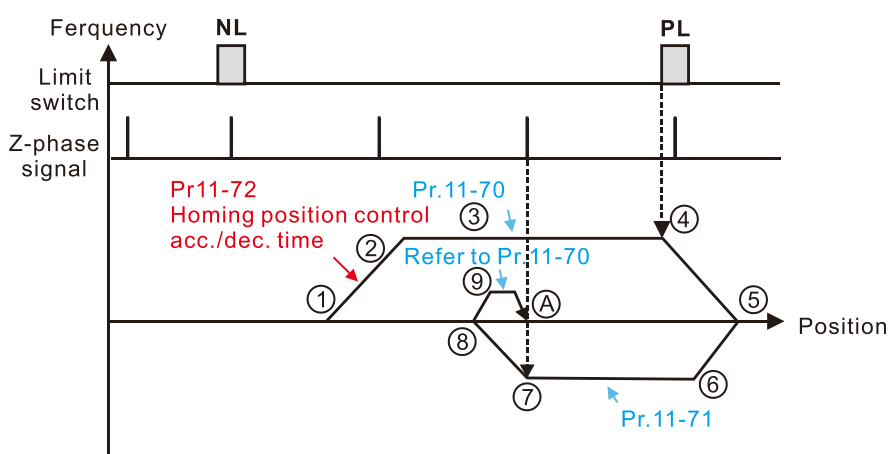 Ferquency
NL
PL
Limit
switch
Z-phase
signal
Pr11-72
Homing position control
acc./dec. time
Pr.11-70
③
②
④
Refer to Pr.11-70
⑨
①
Ⓐ
⑤
Position
⑧
⑦
⑥
Pr.11-71